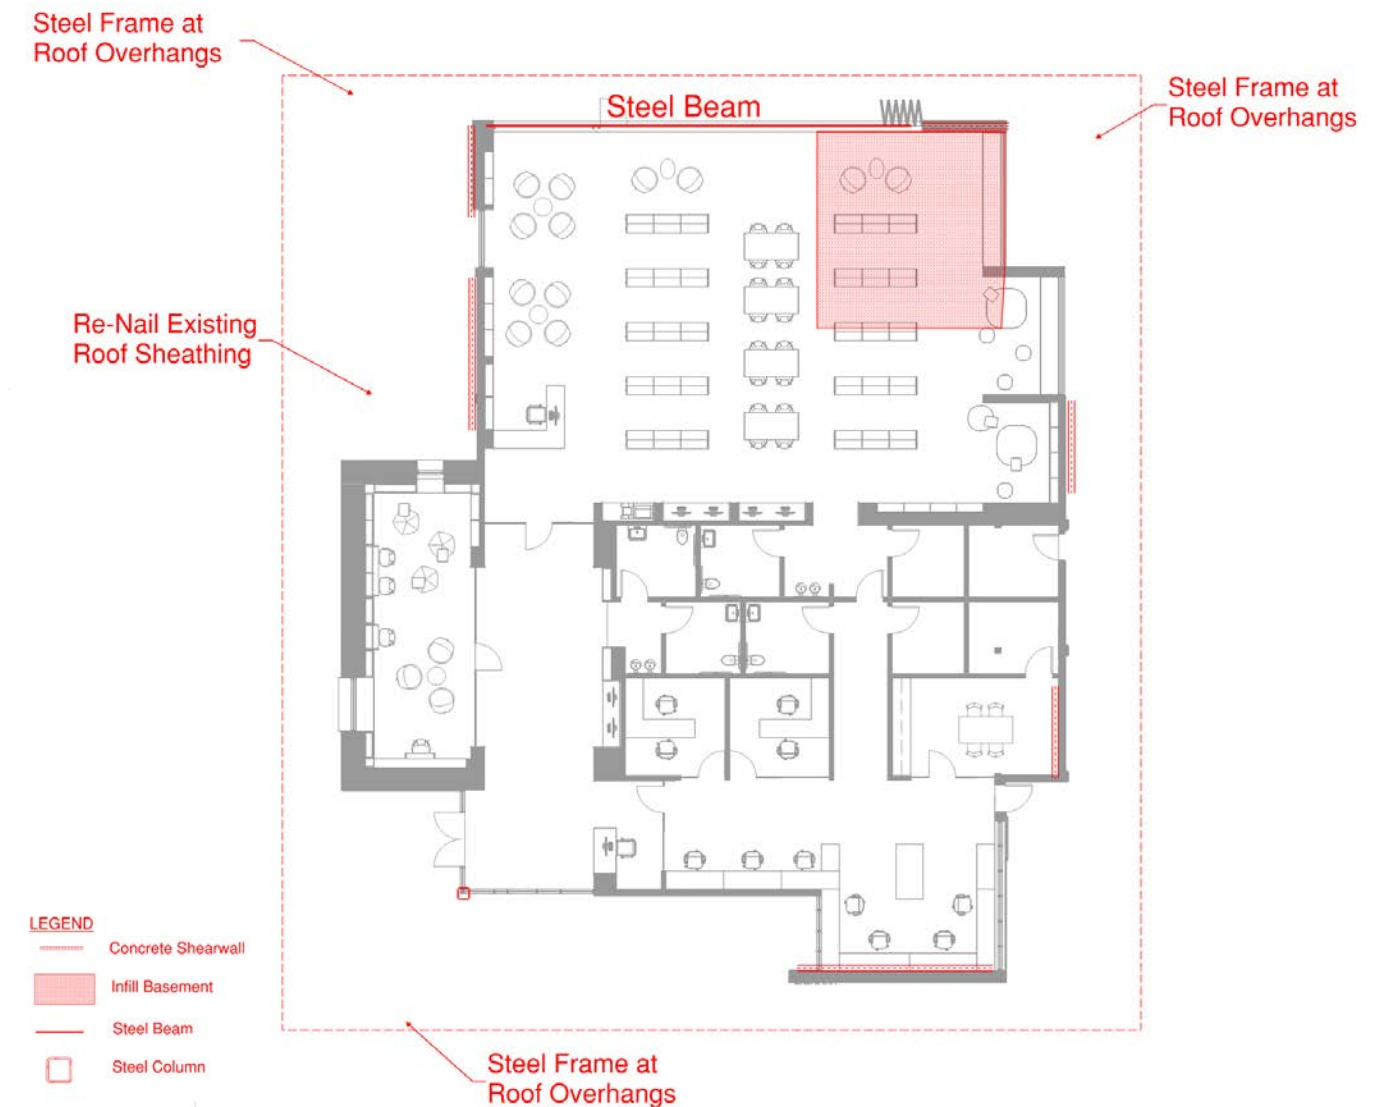 Steel Frame at
Roof Overhangs
Steel Beam
Steel Frame at
Roof Overhangs
Re-Nail Existing
Roof Sheathing
LEGEND
Concrete Shearwall
Infill Basement
Steel Beam
Steel Column
Steel Frame at
Roof Overhangs